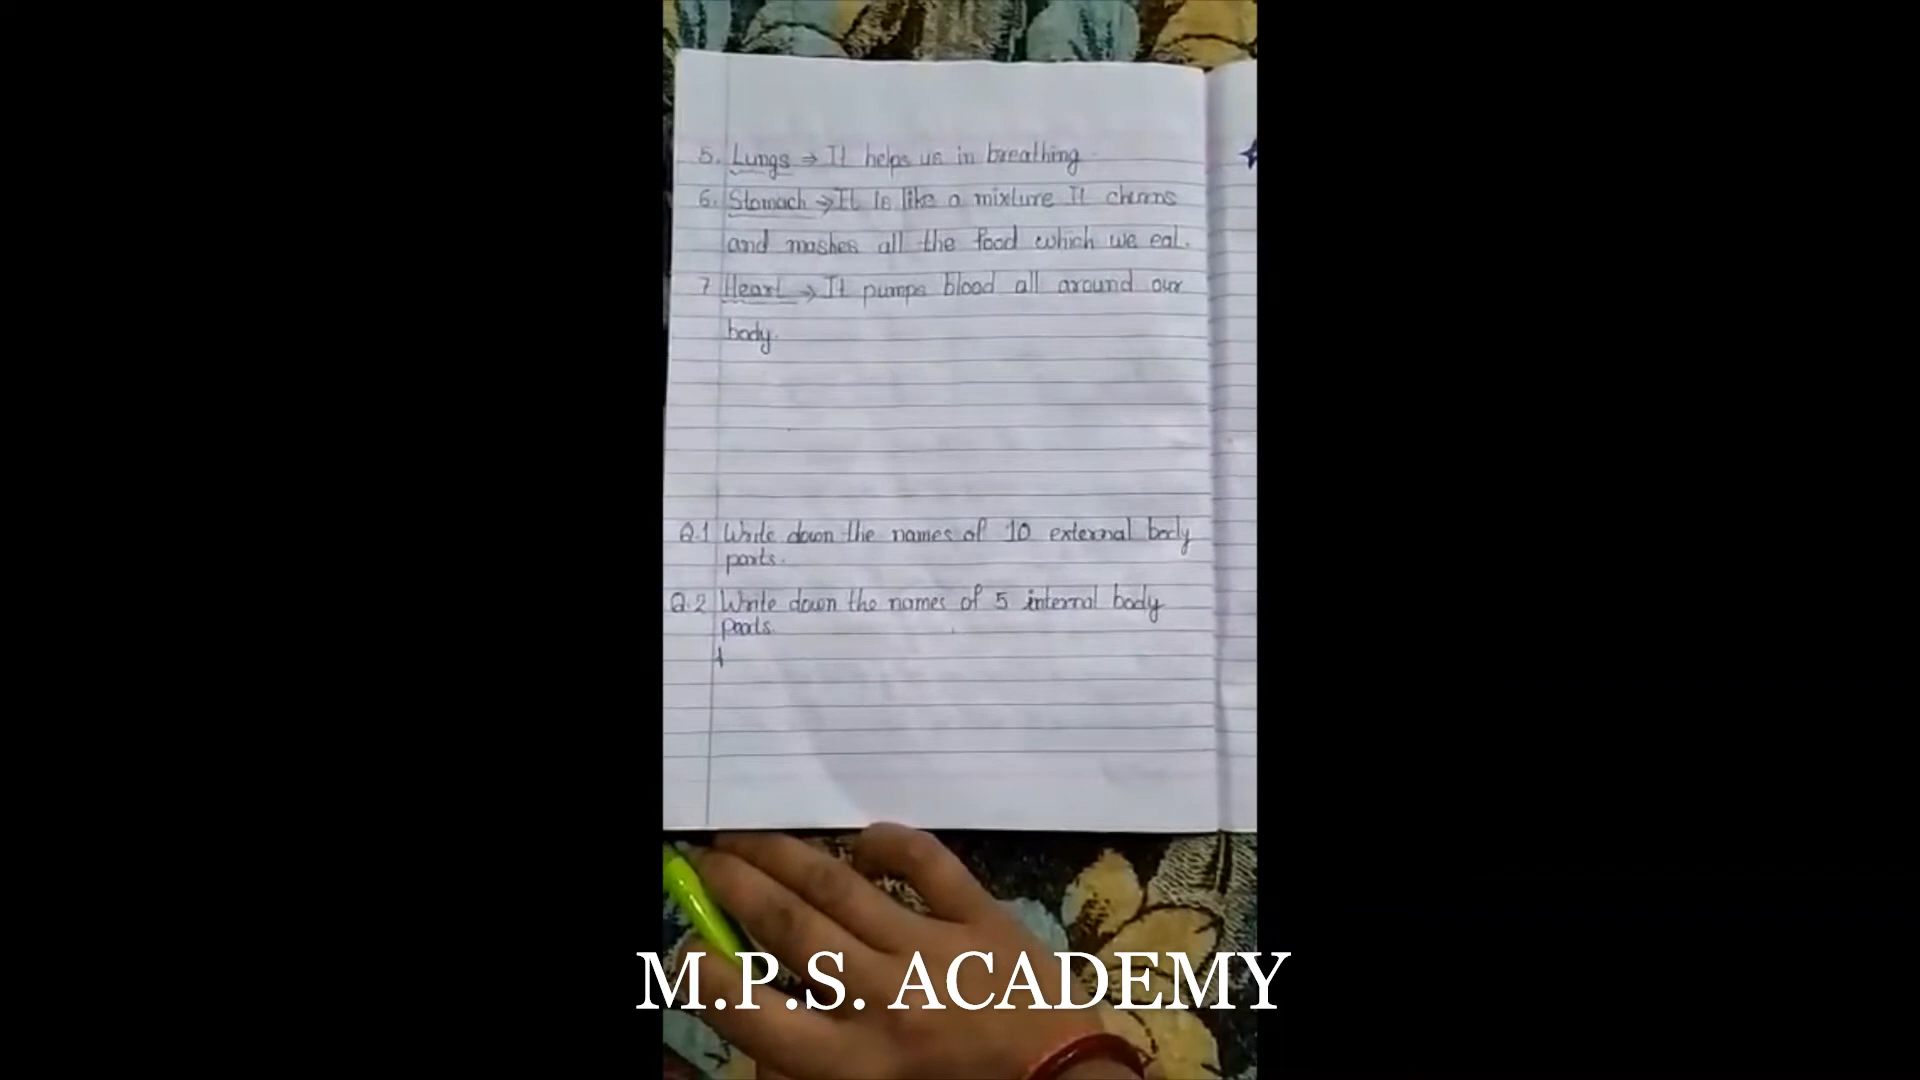 5. Lungs ⇒ It helps us in breathing.
6. Stomach ⇒ It is like a mixture It churns
and mashes all the food which we eat.
7 Heart ⇒ It pumps blood all around our
body.
Q.1 Write down the names of 10 external body
parts.
Q.2 Write down the names of 5 internal body
parts.
M.P.S. ACADEMY